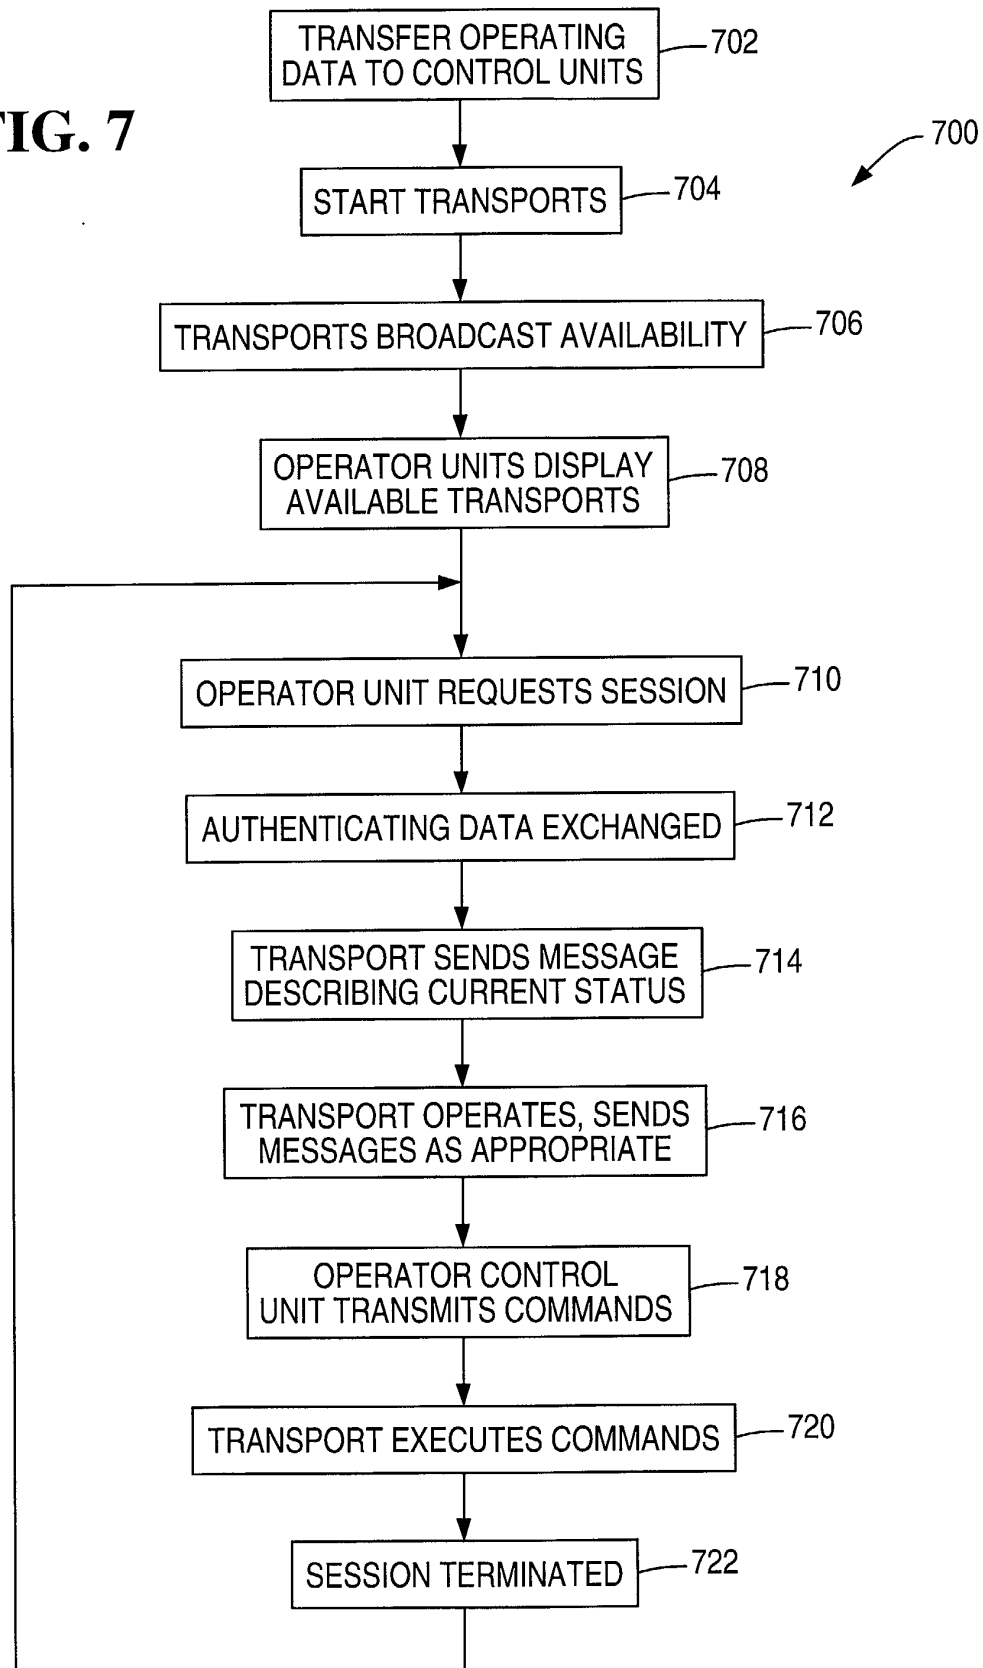 TRANSFER OPERATING
DATA TO CONTROL UNITS
702
FIG. 7
700
START TRANSPORTS
704
TRANSPORTS BROADCAST AVAILABILITY
706
OPERATOR UNITS DISPLAY
AVAILABLE TRANSPORTS
708
OPERATOR UNIT REQUESTS SESSION
710
AUTHENTICATING DATA EXCHANGED
712
TRANSPORT SENDS MESSAGE
DESCRIBING CURRENT STATUS
714
TRANSPORT OPERATES, SENDS
MESSAGES AS APPROPRIATE
716
OPERATOR CONTROL
UNIT TRANSMITS COMMANDS
718
TRANSPORT EXECUTES COMMANDS
720
SESSION TERMINATED
722